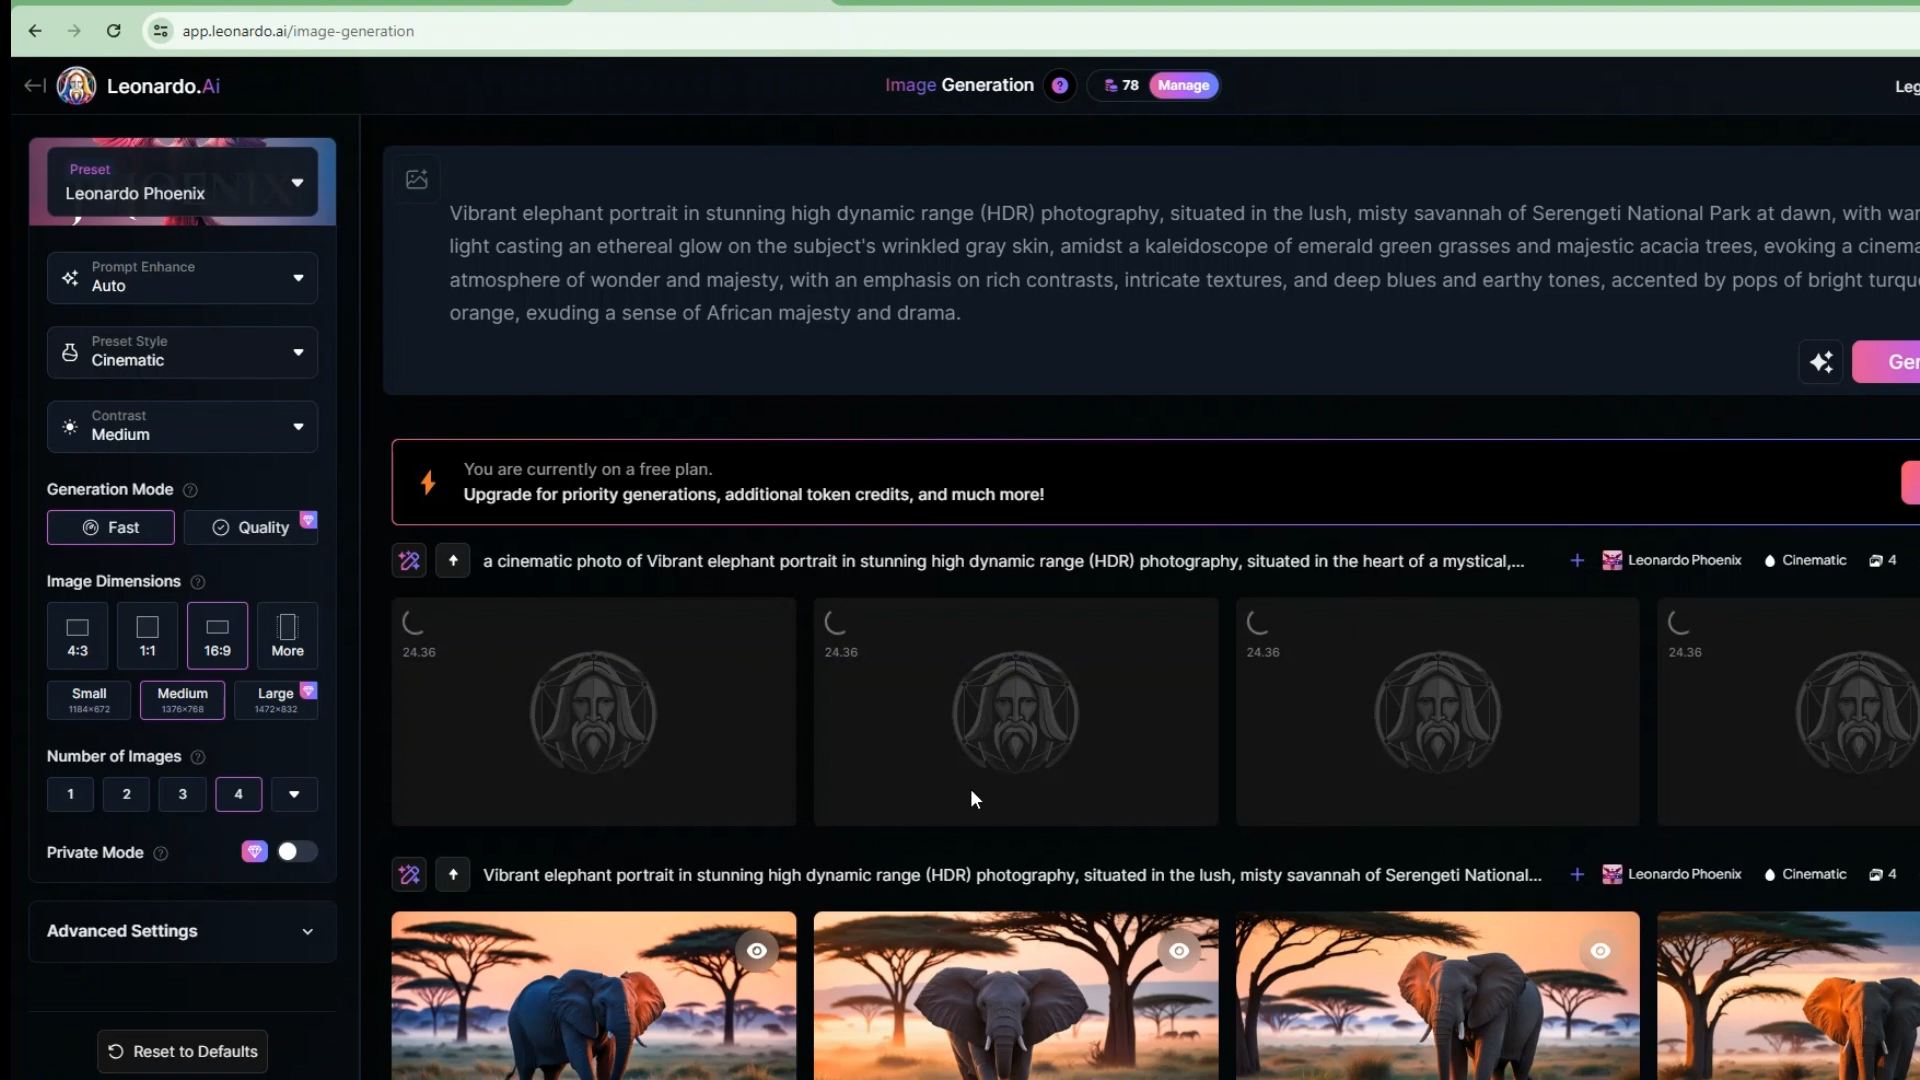 app.leonardo.ai/image-generation
Leonardo.Ai
Image Generation
?
78
Manage
Preset
Leonardo Phoenix
Prompt Enhance
Auto
Preset Style
Cinematic
Contrast
Medium
Generation Mode ?
Fast
Quality
Image Dimensions ?
4:3
1:1
16:9
More
Small
1184×672
Medium
1376×768
Large
1472×832
Number of Images ?
1
2
3
4
Private Mode ?
Advanced Settings
Reset to Defaults
Vibrant elephant portrait in stunning high dynamic range (HDR) photography, situated in the lush, misty savannah of Serengeti National Park at dawn, with
light casting an ethereal glow on the subject's wrinkled gray skin, amidst a kaleidoscope of emerald green grasses and majestic acacia trees, evoking a
atmosphere of wonder and majesty, with an emphasis on rich contrasts, intricate textures, and deep blues and earthy tones, accented by pops of bright
orange, exuding a sense of African majesty and drama.
You are currently on a free plan.
Upgrade for priority generations, additional token credits, and much more!
a cinematic photo of Vibrant elephant portrait in stunning high dynamic range (HDR) photography, situated in the heart of a mystical,...
Leonardo Phoenix
Cinematic
4
24.36
24.36
24.36
24.36
Vibrant elephant portrait in stunning high dynamic range (HDR) photography, situated in the lush, misty savannah of Serengeti National...
Leonardo Phoenix
Cinematic
4